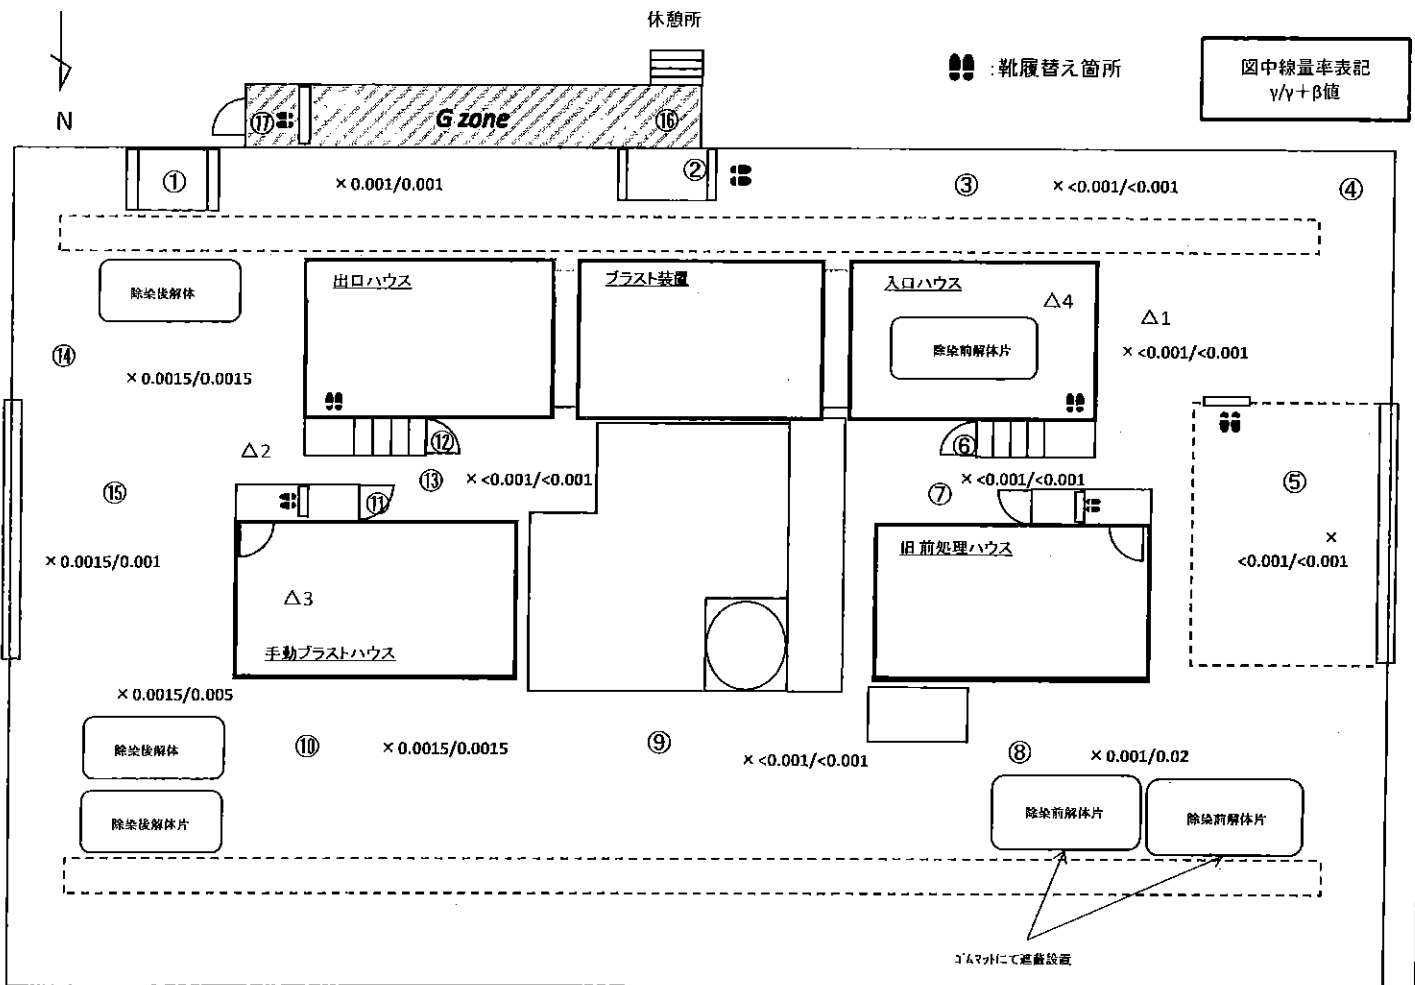 休憩所
:靴履替え箇所
図中線量率表記
γ/γ+β値
N
⑰
G zone
⑯
①
× 0.001/0.001
②
③
× <0.001/<0.001
④
除染後解体
出口ハウス
ブラスト装置
入口ハウス
△4
除染前解体片
△1
× <0.001/<0.001
⑭
× 0.0015/0.0015
△2
⑫
⑥
⑬
× <0.001/<0.001
× <0.001/<0.001
⑮
⑪
⑦
⑤
× 0.0015/0.001
旧前処理ハウス
×
<0.001/<0.001
△3
手動ブラストハウス
× 0.0015/0.005
除染後解体
⑩
× 0.0015/0.0015
⑨
× <0.001/<0.001
⑧
× 0.001/0.02
除染後解体片
除染前解体片
除染前解体片
ゴムマットにて遮蔽設置